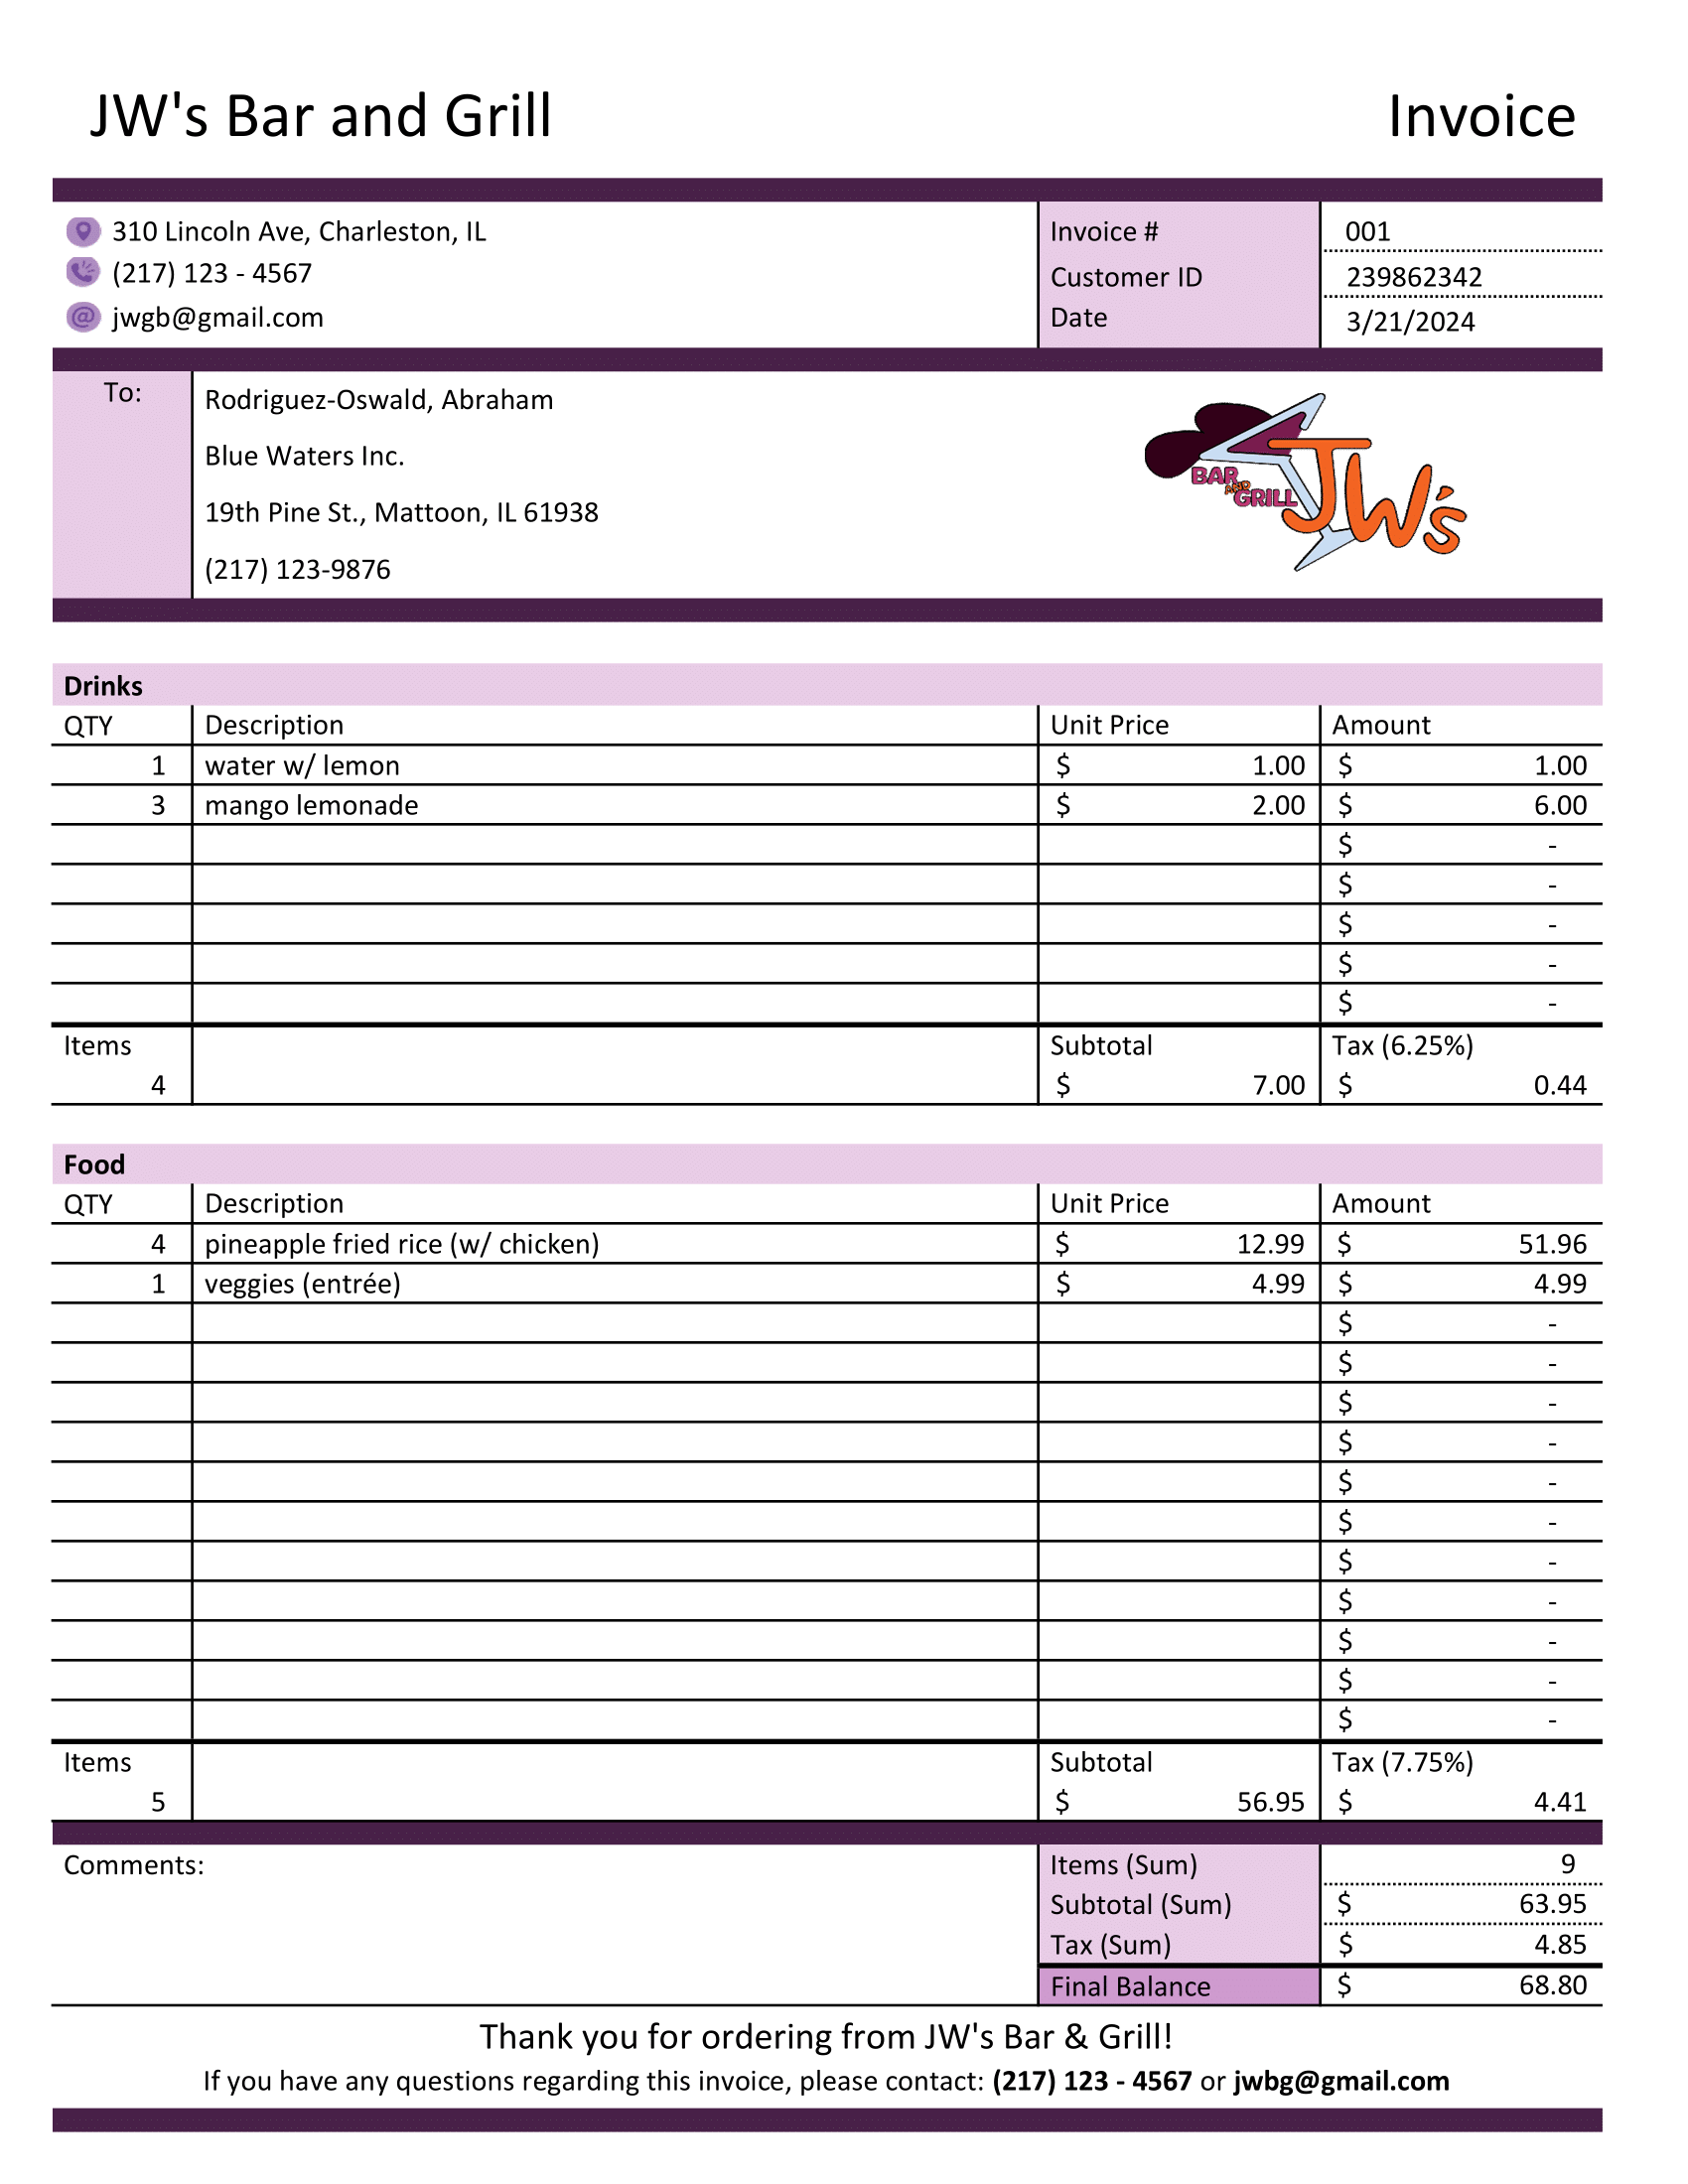 JW's Bar and Grill Invoice
310 Lincoln Ave, Charleston, IL Invoice # 001
(217) 123 - 4567 Customer ID 239862342
jwgb@gmail.com Date 3/21/2024
To: Rodriguez-Oswald, Abraham
Blue Waters Inc.
19th Pine St., Mattoon, IL 61938
(217) 123-9876
BAR AND GRILL JW's
Drinks
QTY Description Unit Price Amount
1 water w/ lemon $ 1.00 $ 1.00
3 mango lemonade $ 2.00 $ 6.00
$ -
$ -
$ -
$ -
$ -
Items Subtotal Tax (6.25%)
4 $ 7.00 $ 0.44
Food
QTY Description Unit Price Amount
4 pineapple fried rice (w/ chicken) $ 12.99 $ 51.96
1 veggies (entrée) $ 4.99 $ 4.99
$ -
$ -
$ -
$ -
$ -
$ -
$ -
$ -
$ -
$ -
$ -
Items Subtotal Tax (7.75%)
5 $ 56.95 $ 4.41
Comments: Items (Sum) 9
Subtotal (Sum) $ 63.95
Tax (Sum) $ 4.85
Final Balance $ 68.80
Thank you for ordering from JW's Bar & Grill!
If you have any questions regarding this invoice, please contact: (217) 123 - 4567 or jwbg@gmail.com